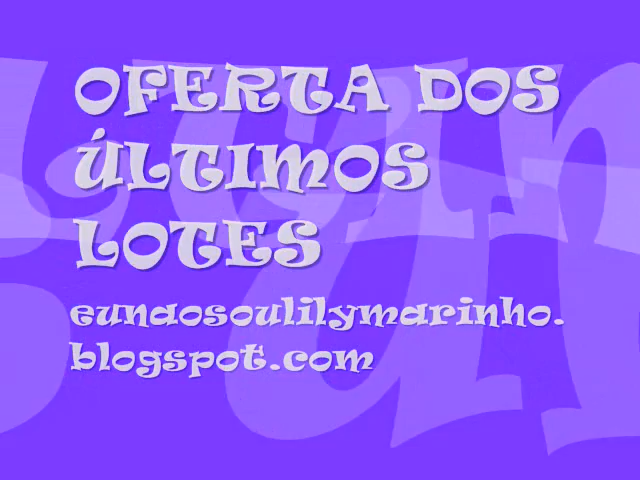 OFERTA DOS
ÚLTIMOS
LOTES
eunaosoulilymarinho.
blogspot.com